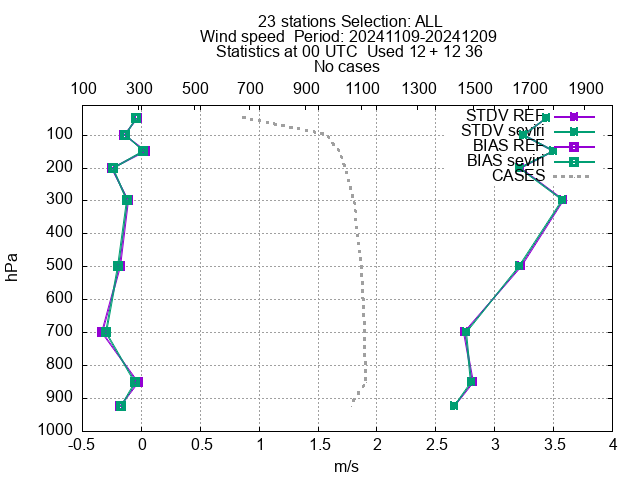 23 stations Selection: ALL
Wind speed  Period: 20241109-20241209
Statistics at 00 UTC  Used 12 + 12 36
No cases
100 300 500 700 900 1100 1300 1500 1700 1900
STDV REF
STDV seviri
BIAS REF
BIAS seviri
CASES
100
200
300
400
500
600
700
800
900
1000
hPa
-0.5 0 0.5 1 1.5 2 2.5 3 3.5 4
m/s